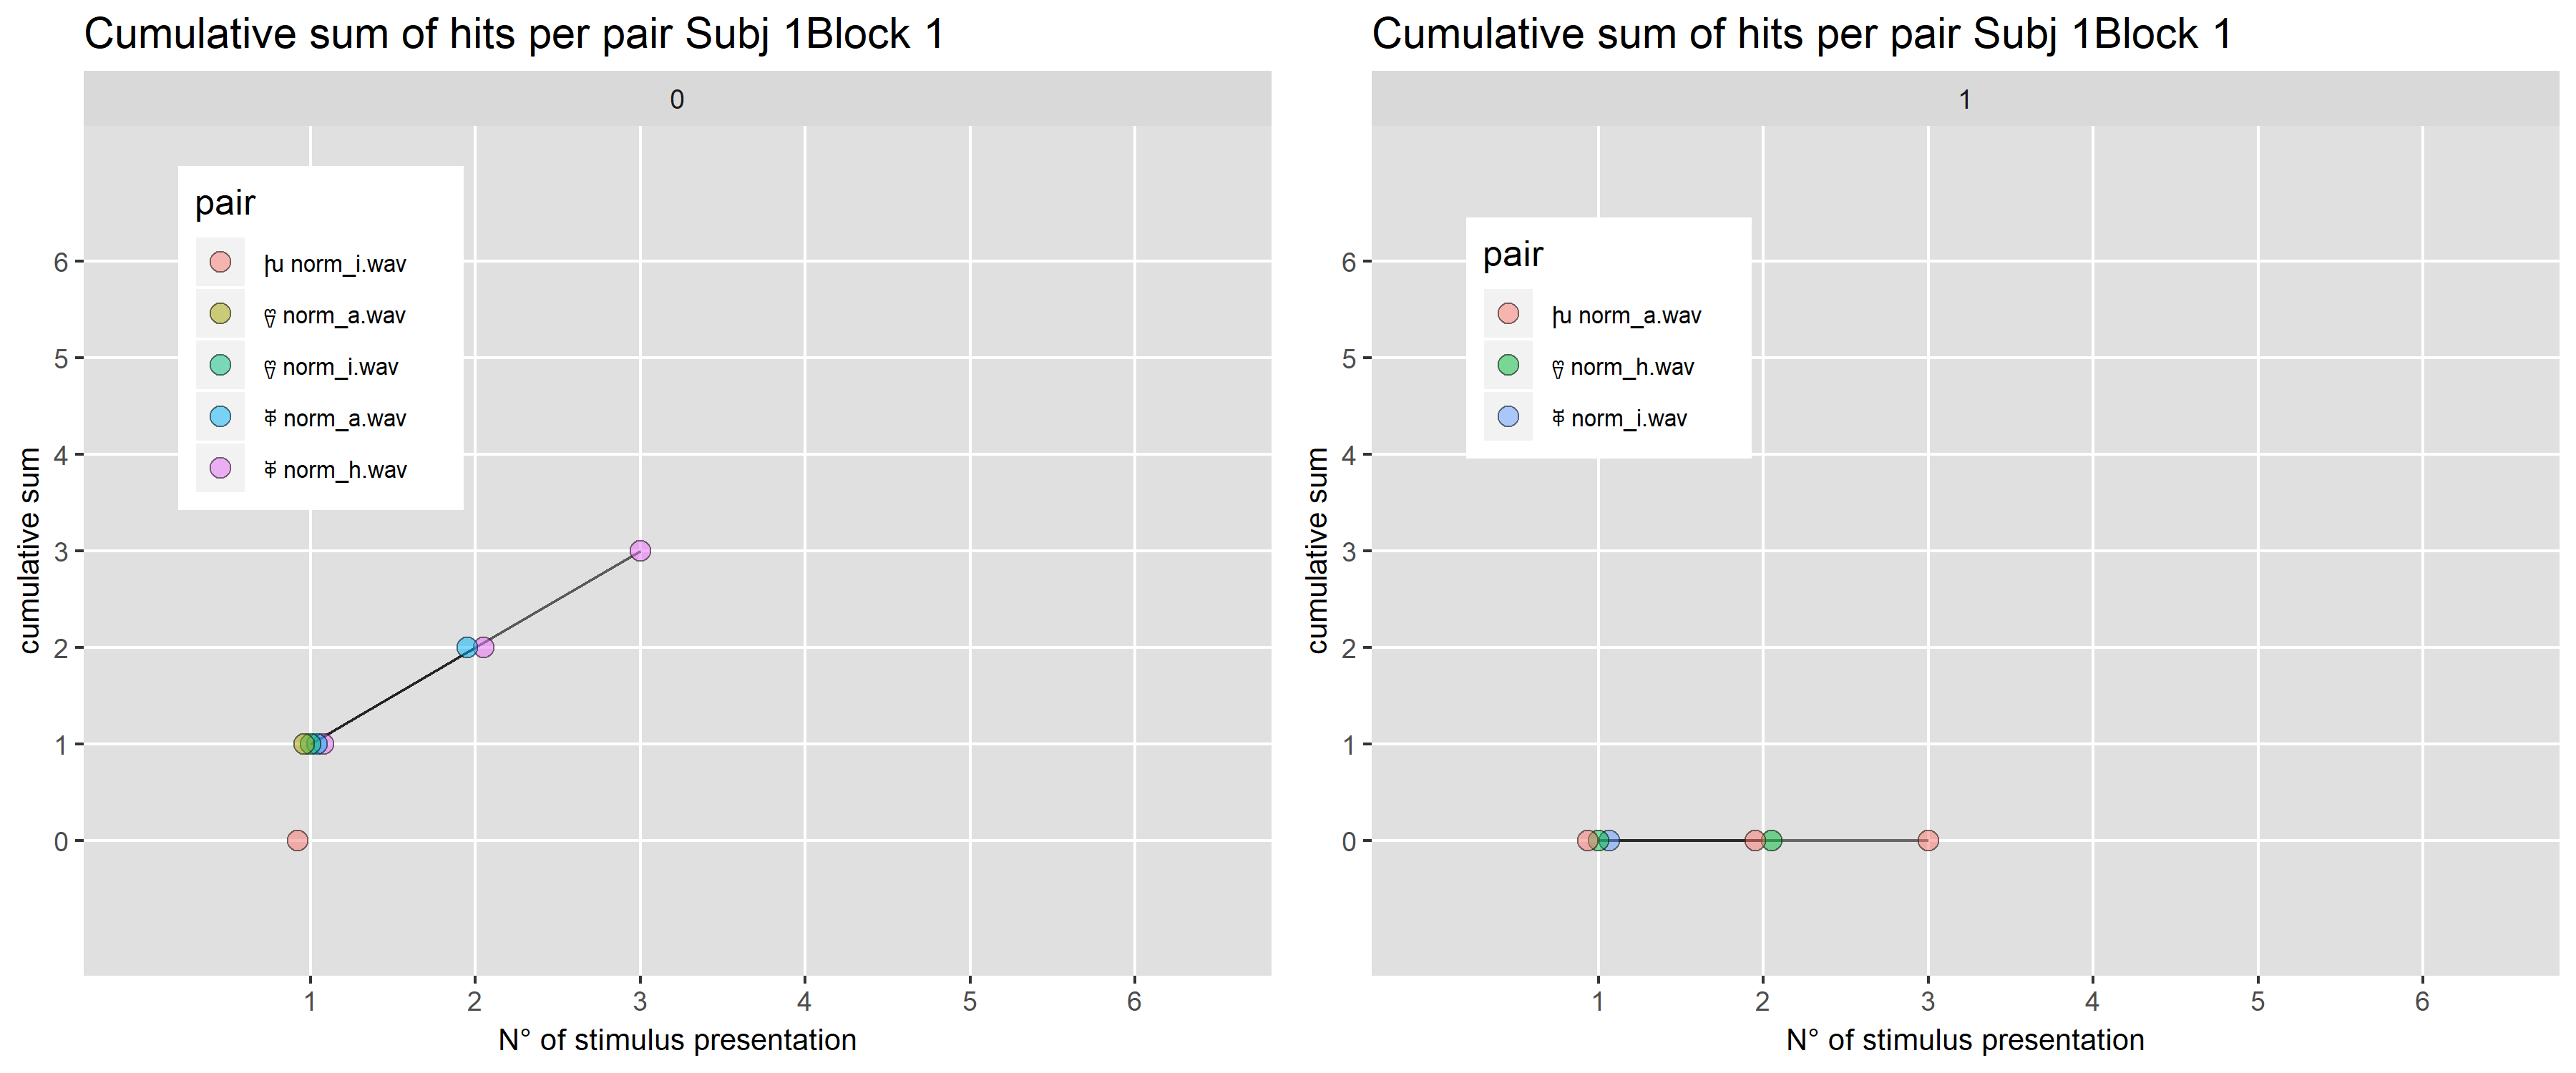 Cumulative sum of hits per pair Subj 1Block 1
0
pair
norm_i.wav
norm_a.wav
norm_i.wav
norm_a.wav
norm_h.wav
6
5
4
3
2
1
0
cumulative sum
1 2 3 4 5 6
N° of stimulus presentation
Cumulative sum of hits per pair Subj 1Block 1
1
pair
norm_a.wav
norm_h.wav
norm_i.wav
6
5
4
3
2
1
0
cumulative sum
1 2 3 4 5 6
N° of stimulus presentation